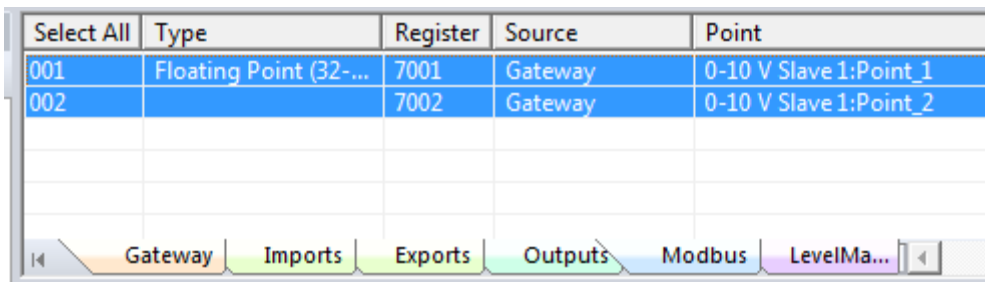 Select All Type Register Source Point
001 Floating Point (32-... 7001 Gateway 0-10 V Slave 1:Point_1
002 7002 Gateway 0-10 V Slave 1:Point_2
Gateway Imports Exports Outputs Modbus LevelMa...